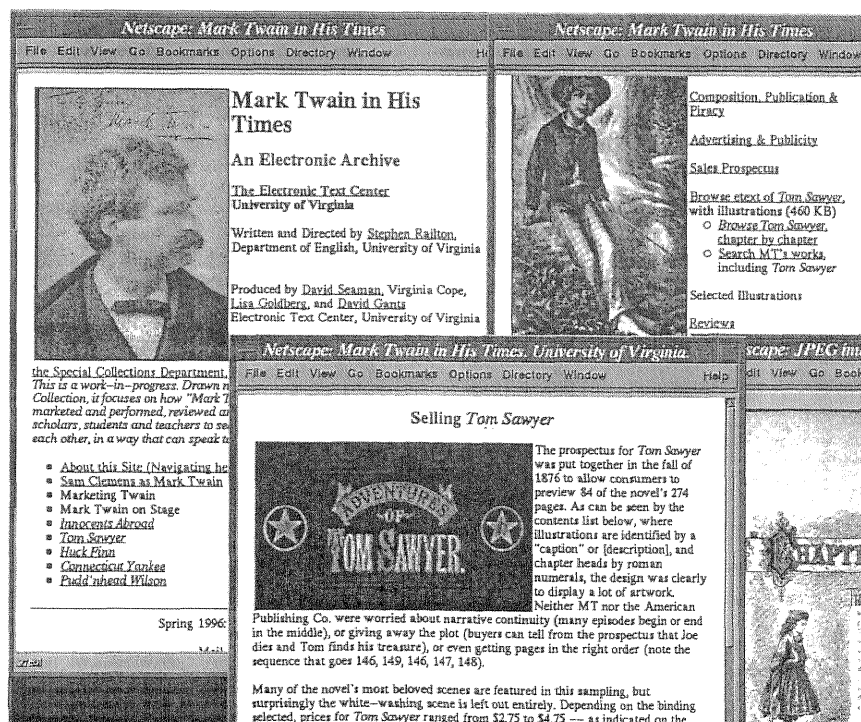 Netscape: Mark Twain in His Times
File Edit View Go Bookmarks Options Directory Window
Mark Twain in His
Times
An Electronic Archive
The Electronic Text Center
University of Virginia
Written and Directed by Stephen Railton,
Department of English, University of Virginia
Produced by David Seaman, Virginia Cope,
Lisa Goldberg, and David Gants
Electronic Text Center, University of Virginia
the Special Collections Department,
This is a work-in-progress. Drawn
Collection, it focuses on how "Mark
marketed and performed, reviewed
scholars, students and teachers to
each other, in a way that can speak
About this Site (Navigating
Sam Clemens as Mark Twain
Marketing Twain
Mark Twain on Stage
Innocents Abroad
Tom Sawyer
Huck Finn
Connecticut Yankee
Pudd'nhead Wilson
Spring 1996:
Netscape: Mark Twain in His Times
File Edit View Go Bookmarks Options Directory Window
Composition, Publication &
Piracy
Advertising & Publicity
Sales Prospectus
Browse etext of Tom Sawyer,
with illustrations (460 KB)
Browse Tom Sawyer,
chapter by chapter
Search MT's works,
including Tom Sawyer
Selected Illustrations
Reviews
Netscape: Mark Twain in His Times. University of Virginia.
File Edit View Go Bookmarks Options Directory Window Help
Selling Tom Sawyer
ADVENTURES
OF
TOM SAWYER.
The prospectus for Tom Sawyer
was put together in the fall of
1876 to allow consumers to
preview 84 of the novel's 274
pages. As can be seen by the
contents list below, where
illustrations are identified by a
"caption" or [description], and
chapter heads by roman
numerals, the design was clearly
to display a lot of artwork.
Neither MT nor the American
Publishing Co. were worried about narrative continuity (many episodes begin or end
in the middle), or giving away the plot (buyers can tell from the prospectus that Joe
dies and Tom finds his treasure), or even getting pages in the right order (note the
sequence that goes 146, 149, 146, 147, 148).
Many of the novel's most beloved scenes are featured in this sampling, but
surprisingly the white-washing scene is left out entirely. Depending on the binding
selected, prices for Tom Sawyer ranged from $2.75 to $4.75 -- as indicated on the
scape: JPEG
View Go
CHAPT